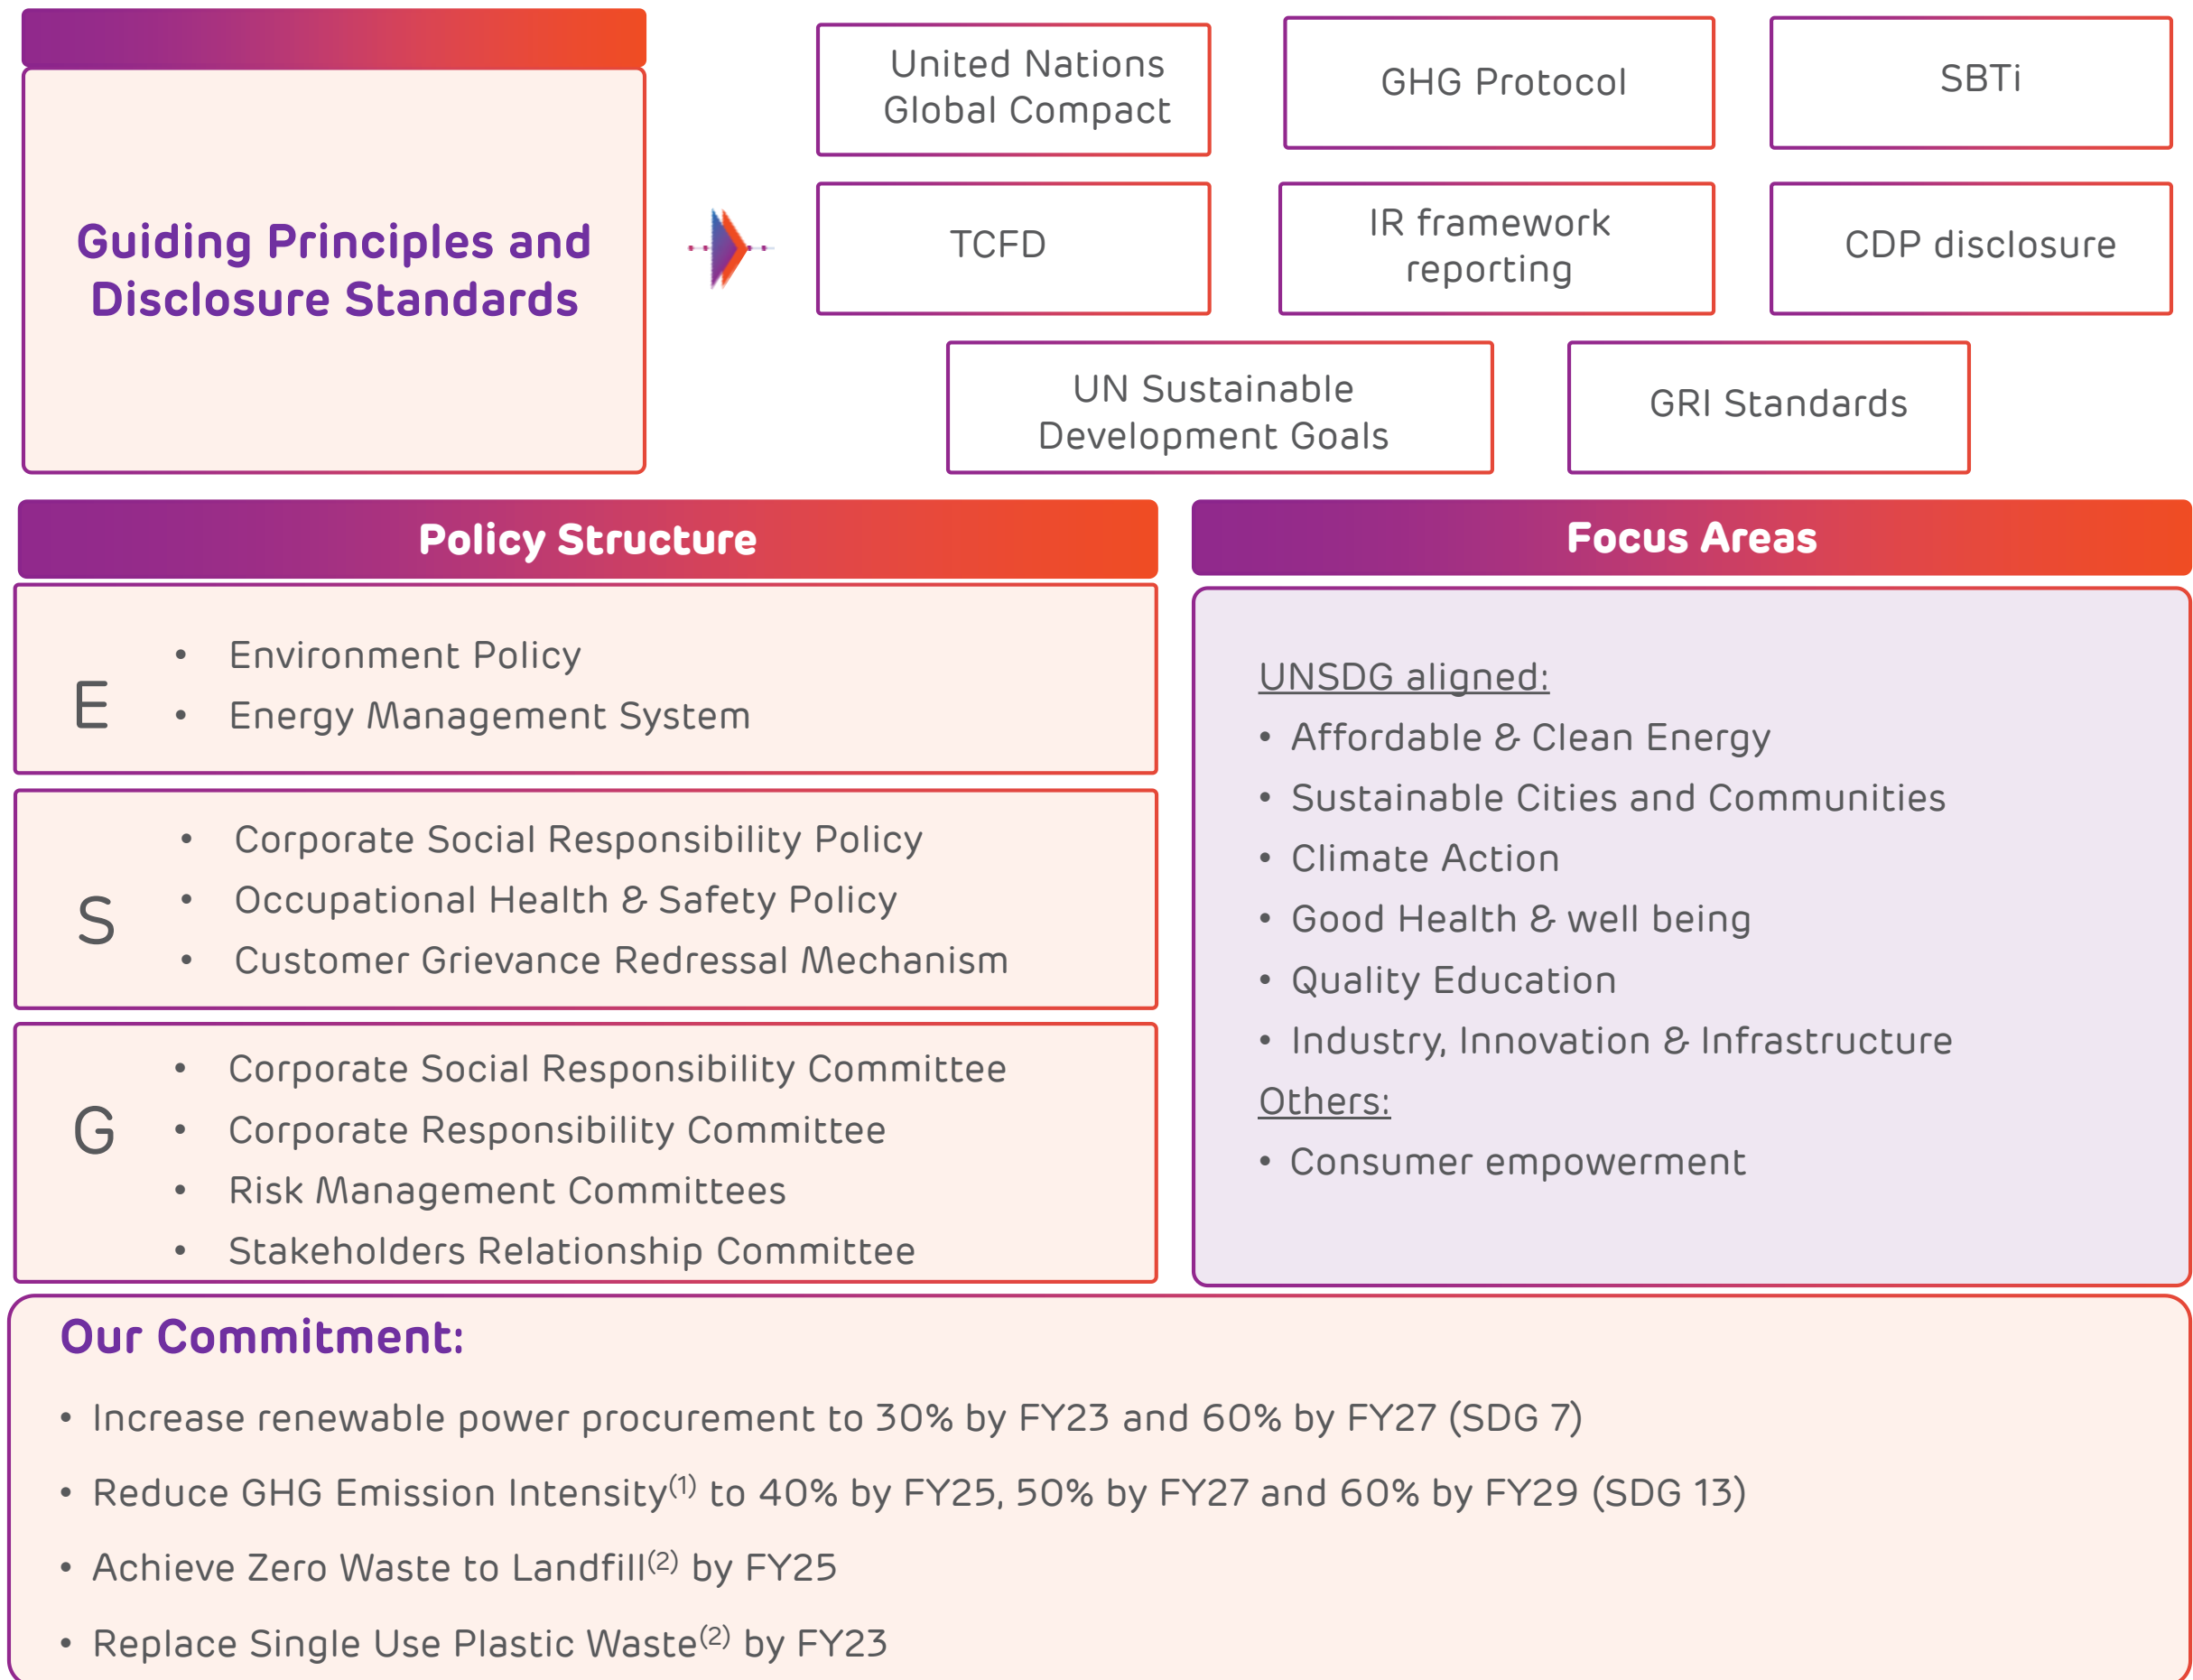 Guiding Principles and
Disclosure Standards
United Nations
Global Compact
GHG Protocol
SBTi
TCFD
IR framework
reporting
CDP disclosure
UN Sustainable
Development Goals
GRI Standards
Policy Structure
E
• Environment Policy
• Energy Management System
S
• Corporate Social Responsibility Policy
• Occupational Health & Safety Policy
• Customer Grievance Redressal Mechanism
G
• Corporate Social Responsibility Committee
• Corporate Responsibility Committee
• Risk Management Committees
• Stakeholders Relationship Committee
Focus Areas
UNSDG aligned:
• Affordable & Clean Energy
• Sustainable Cities and Communities
• Climate Action
• Good Health & well being
• Quality Education
• Industry, Innovation & Infrastructure
Others:
• Consumer empowerment
Our Commitment:
• Increase renewable power procurement to 30% by FY23 and 60% by FY27 (SDG 7)
• Reduce GHG Emission Intensity(1) to 40% by FY25, 50% by FY27 and 60% by FY29 (SDG 13)
• Achieve Zero Waste to Landfill(2) by FY25
• Replace Single Use Plastic Waste(2) by FY23